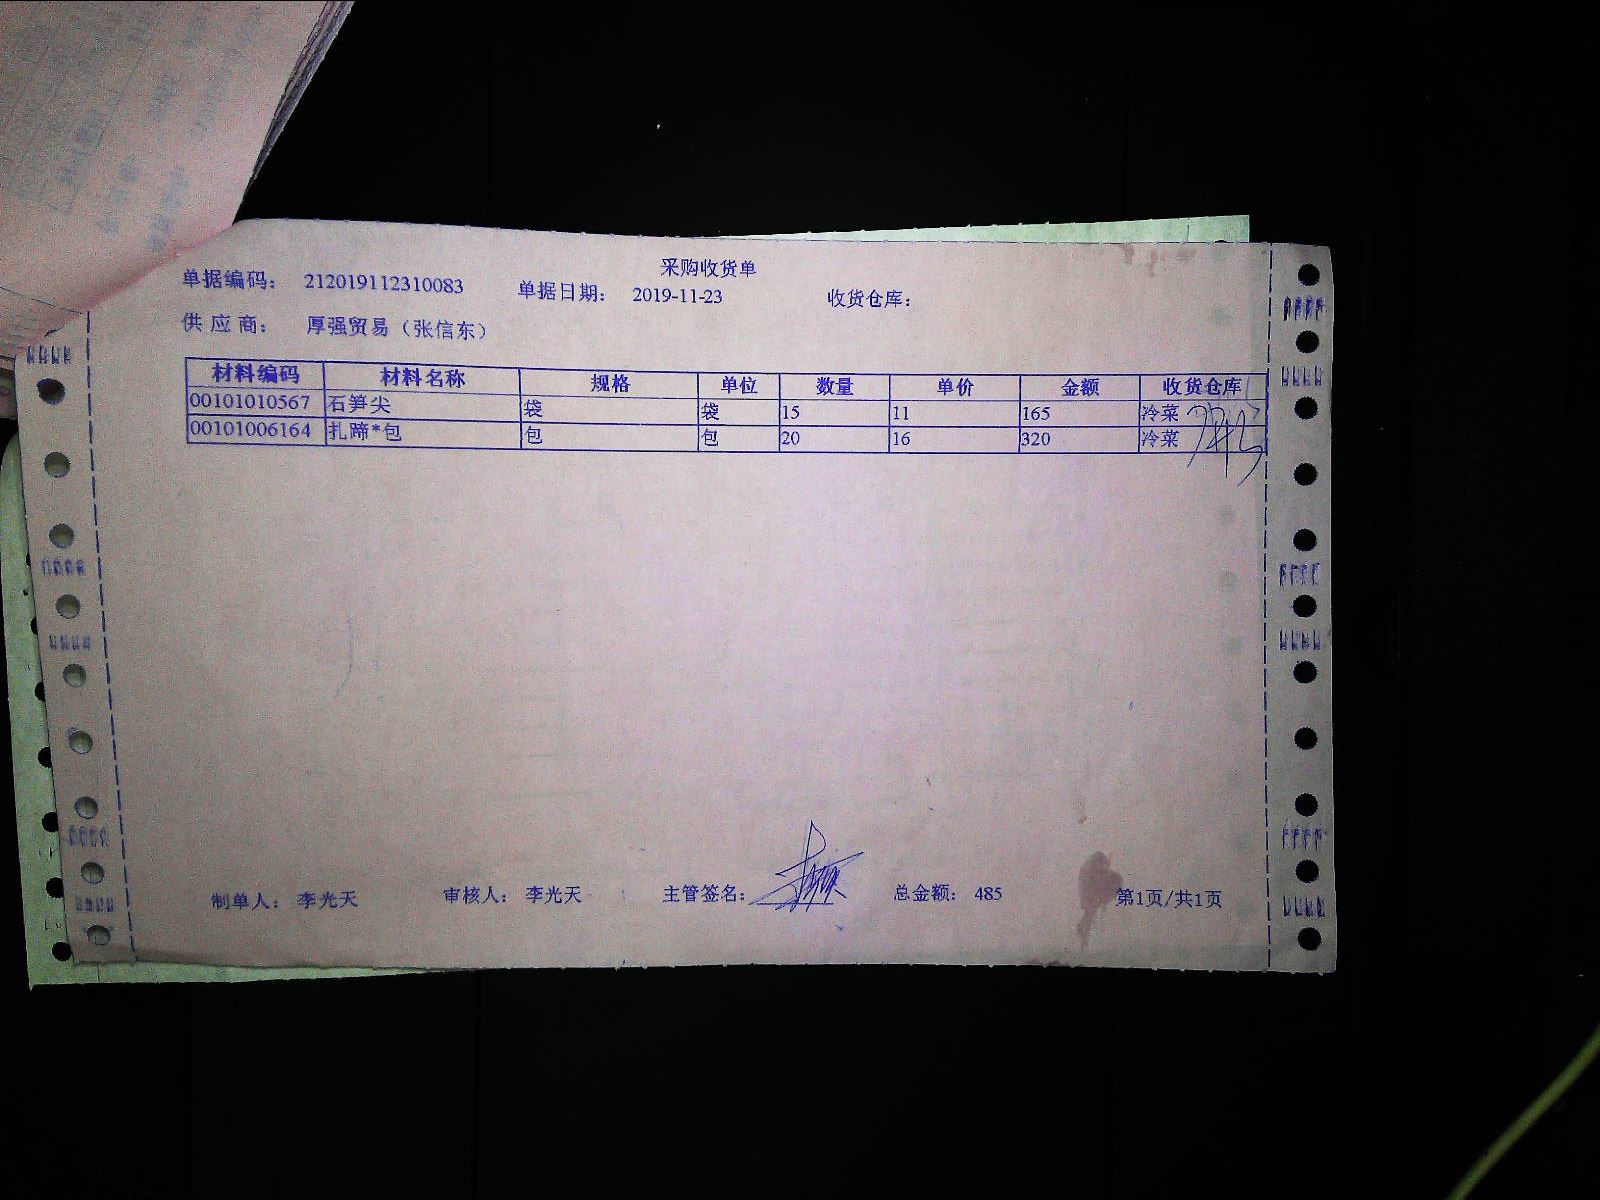 采购收货单
单据编码: 212019112310083 单据日期: 2019-11-23 收货仓库:
供应商: 厚强贸易（张信东）
材料编码 材料名称 规格 单位 数量 单价 金额 收货仓库
00101010567 石笋尖 袋 袋 15 11 165 冷菜
00101006164 扎蹄*包 包 包 20 16 320 冷菜
制单人: 李光天 审核人: 李光天 主管签名: 总金额: 485 第1页/共1页